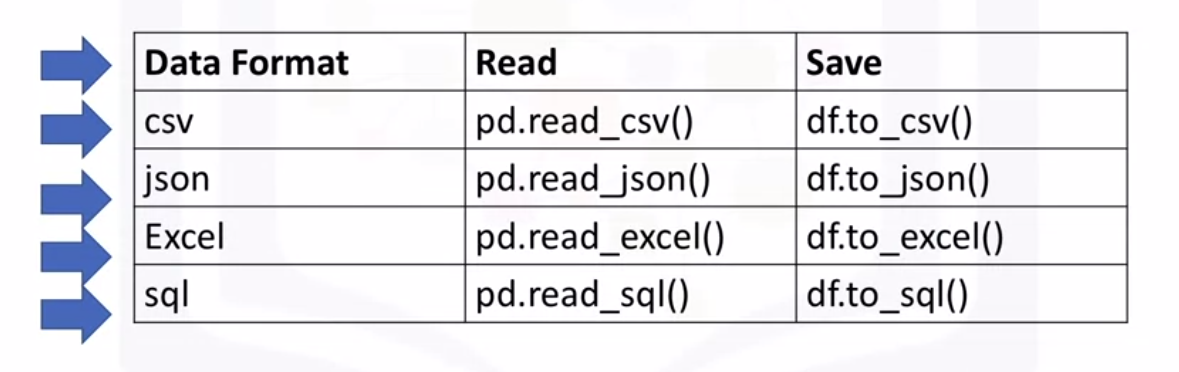 Data Format Read Save
csv pd.read_csv() df.to_csv()
json pd.read_json() df.to_json()
Excel pd.read_excel() df.to_excel()
sql pd.read_sql() df.to_sql()